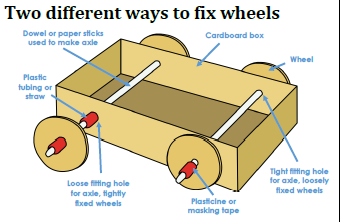 Two different ways to fix wheels
Dowel or paper sticks
used to make axle
Cardboard box
Wheel
Plastic
tubing or
straw
Loose fitting hole
for axle, tightly
fixed wheels
Plasticine or
masking tape
Tight fitting hole
for axle, loosely
fixed wheels